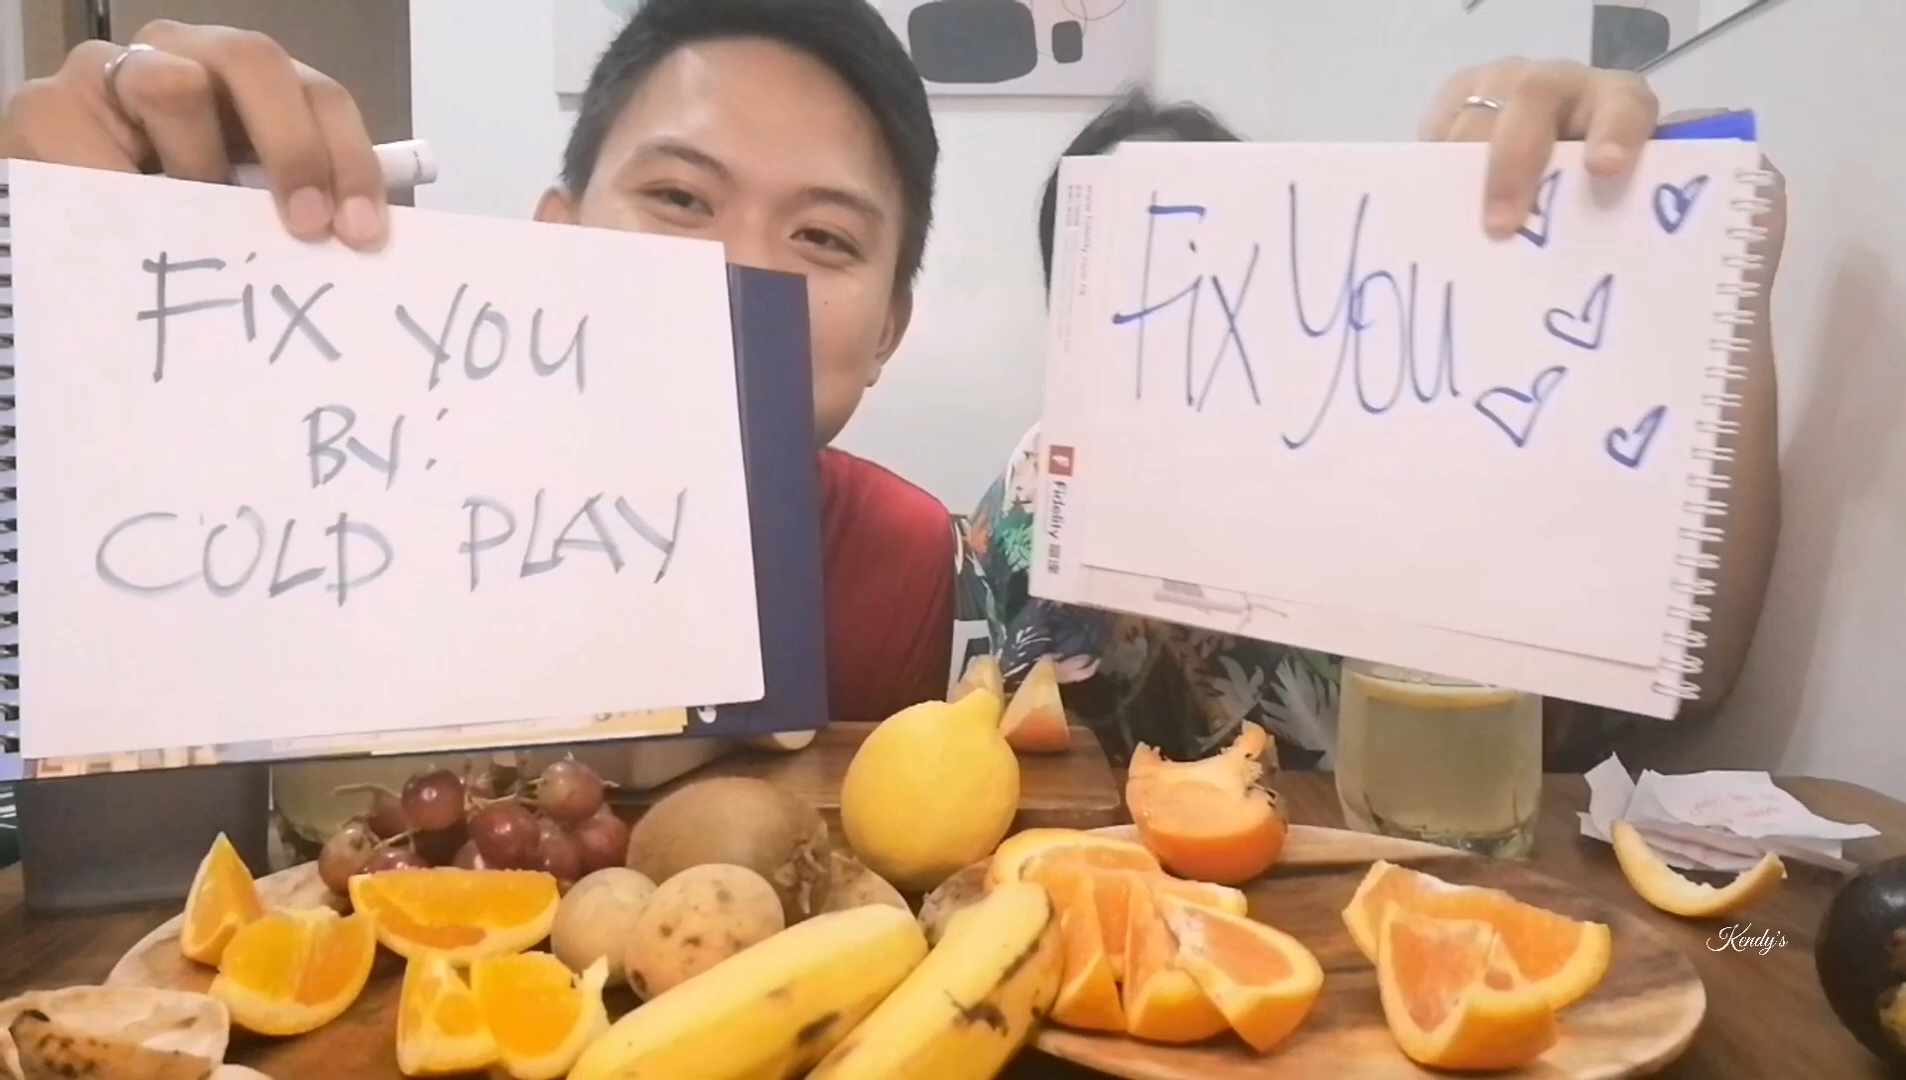 Fix YOU
BY:
COLD PLAY
Fix You
Fidelity
Kendy's